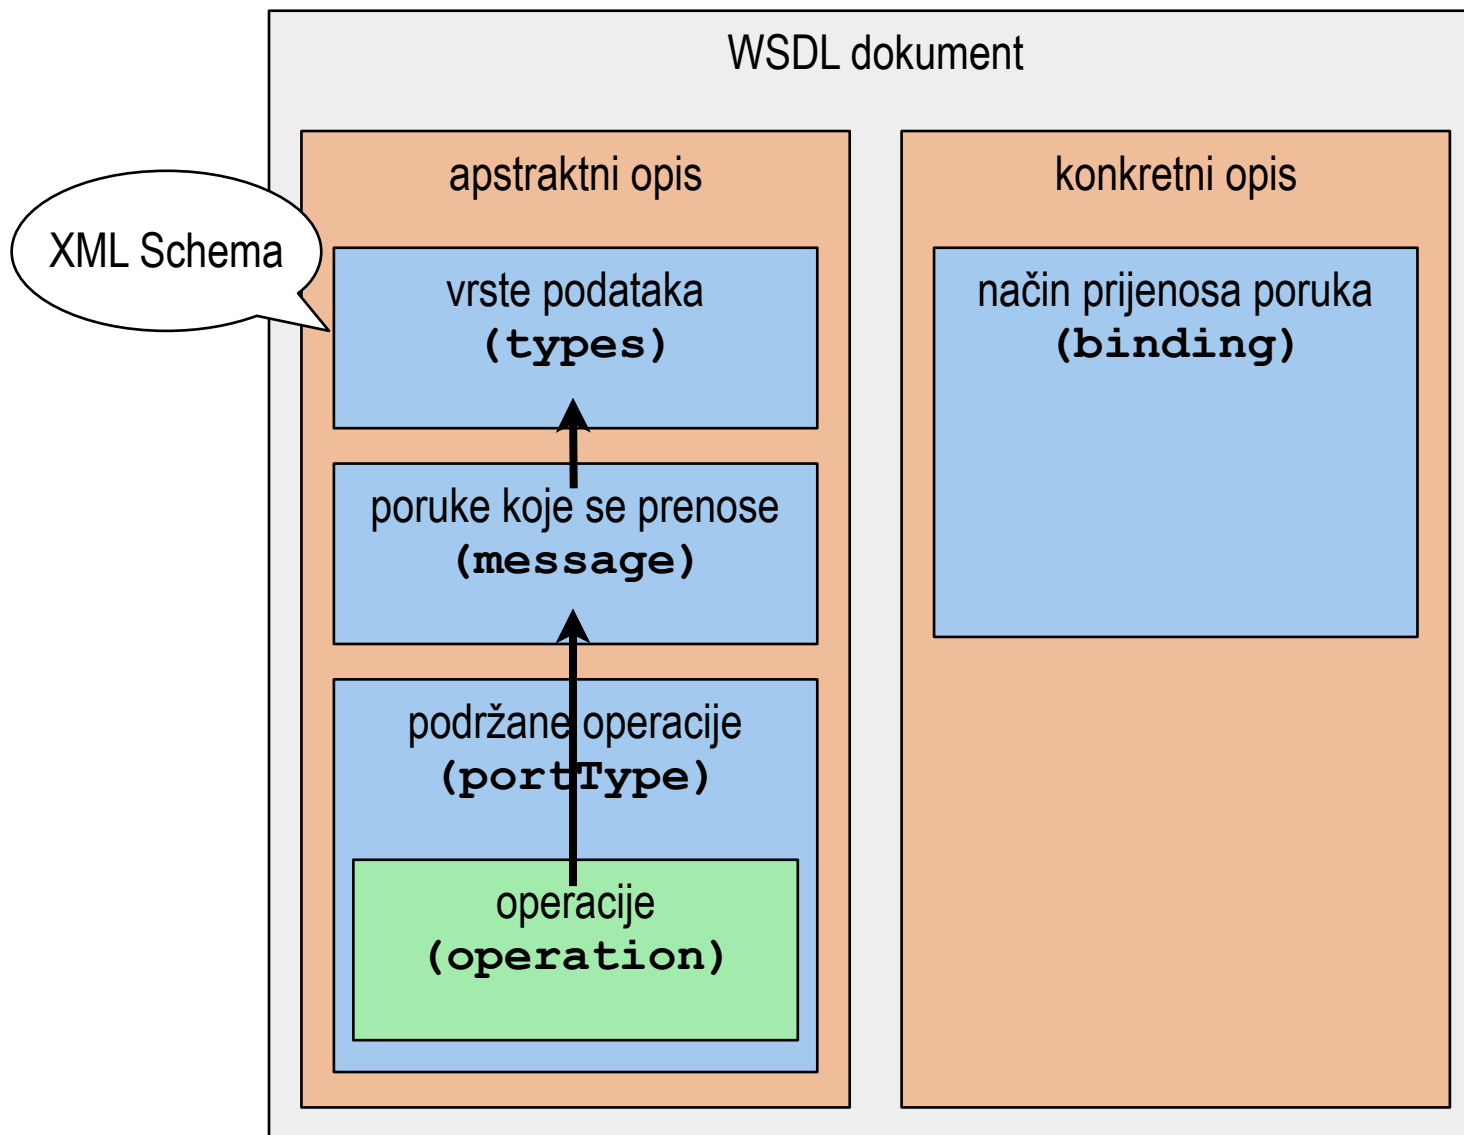 WSDL dokument
apstraktni opis
XML Schema
vrste podataka
(types)
poruke koje se prenose
(message)
podržane operacije
(portType)
operacije
(operation)
konkretni opis
način prijenosa poruka
(binding)